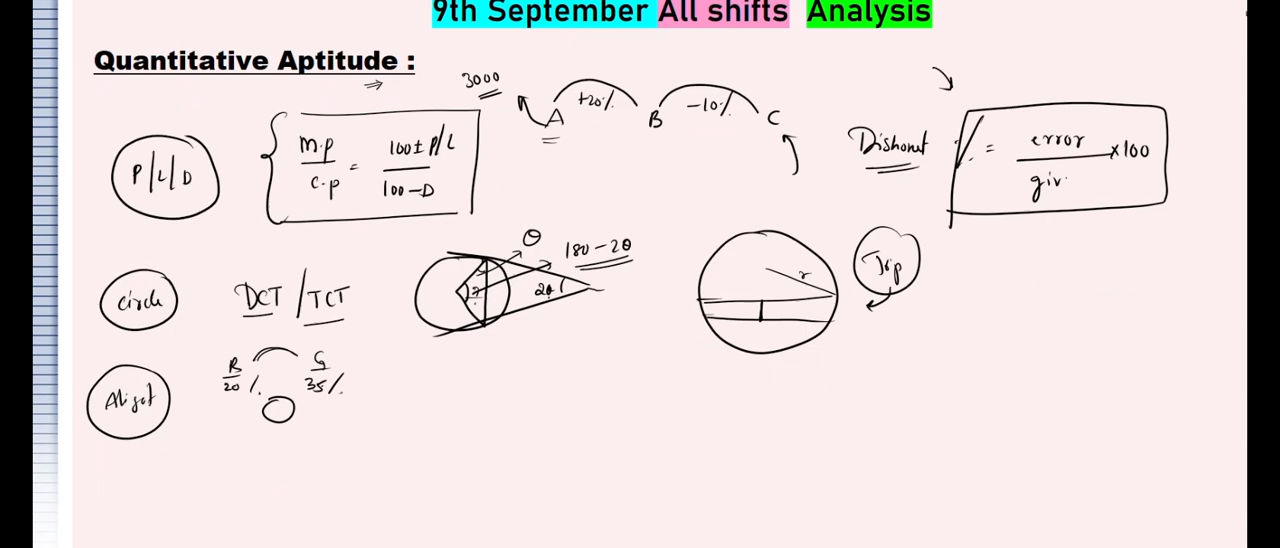 9th September All shifts Analysis
Quantitative Aptitude :
⇒ 3000
A +20% B -10% C
P/L/D
m.p/c.p = 100± P/L / 100-D
Dishonest % = error/giv. ×100
Circle DCT / TCT
θ 180-2θ
2θ
r
Trip
B 20% G 35%